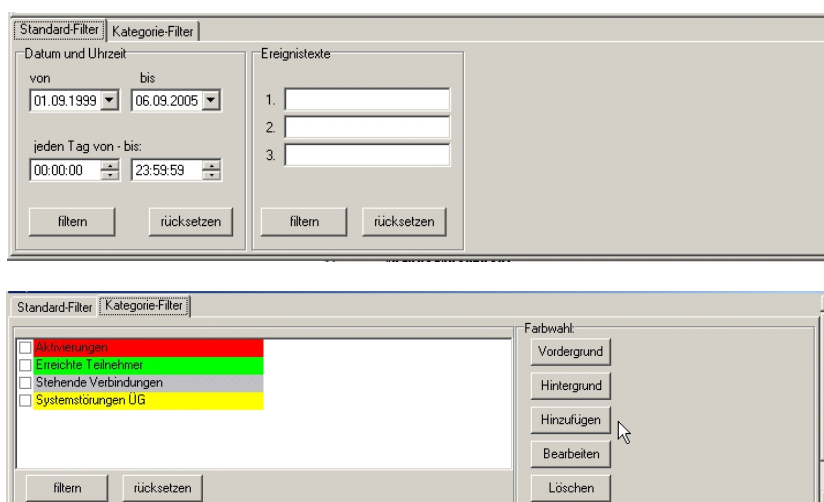 Standard-Filter Kategorie-Filter
Datum und Uhrzeit
von bis
01.09.1999 06.09.2005
jeden Tag von - bis:
00:00:00 23:59:59
filtern rücksetzen
Ereignistexte
1.
2.
3.
filtern rücksetzen
Standard-Filter Kategorie-Filter
Aktivierungen
Erreichte Teilnehmer
Stehende Verbindungen
Systemstörungen ÜG
filtern rücksetzen
Farbwahl:
Vordergrund
Hintergrund
Hinzufügen
Bearbeiten
Löschen